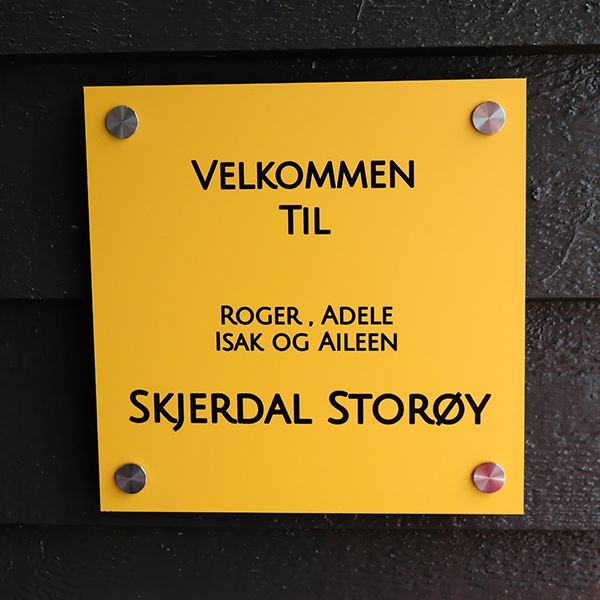 Velkommen
Til
Roger , Adele
Isak og Aileen
Skjerdal Storøy